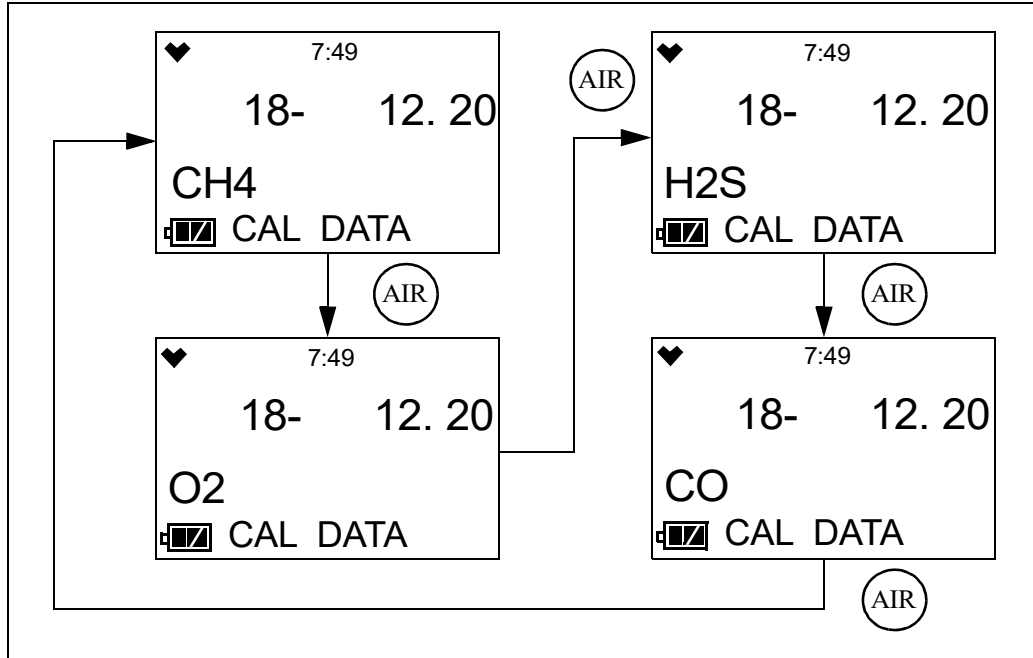 7:49
18- 12. 20
CH4
CAL DATA
AIR
7:49
18- 12. 20
O2
CAL DATA
AIR
7:49
18- 12. 20
H2S
CAL DATA
AIR
7:49
18- 12. 20
CO
CAL DATA
AIR